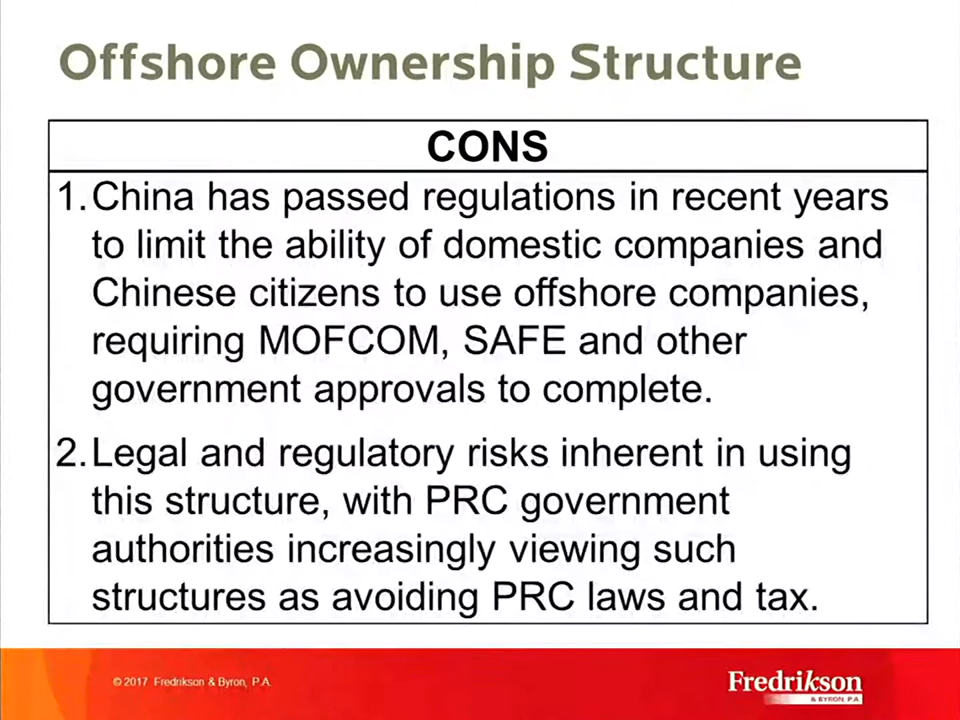 Offshore Ownership Structure
CONS
1. China has passed regulations in recent years
to limit the ability of domestic companies and
Chinese citizens to use offshore companies,
requiring MOFCOM, SAFE and other
government approvals to complete.
2. Legal and regulatory risks inherent in using
this structure, with PRC government
authorities increasingly viewing such
structures as avoiding PRC laws and tax.
© 2017 Fredrikson & Byron, P.A.
Fredrikson
& BYRON, P.A.